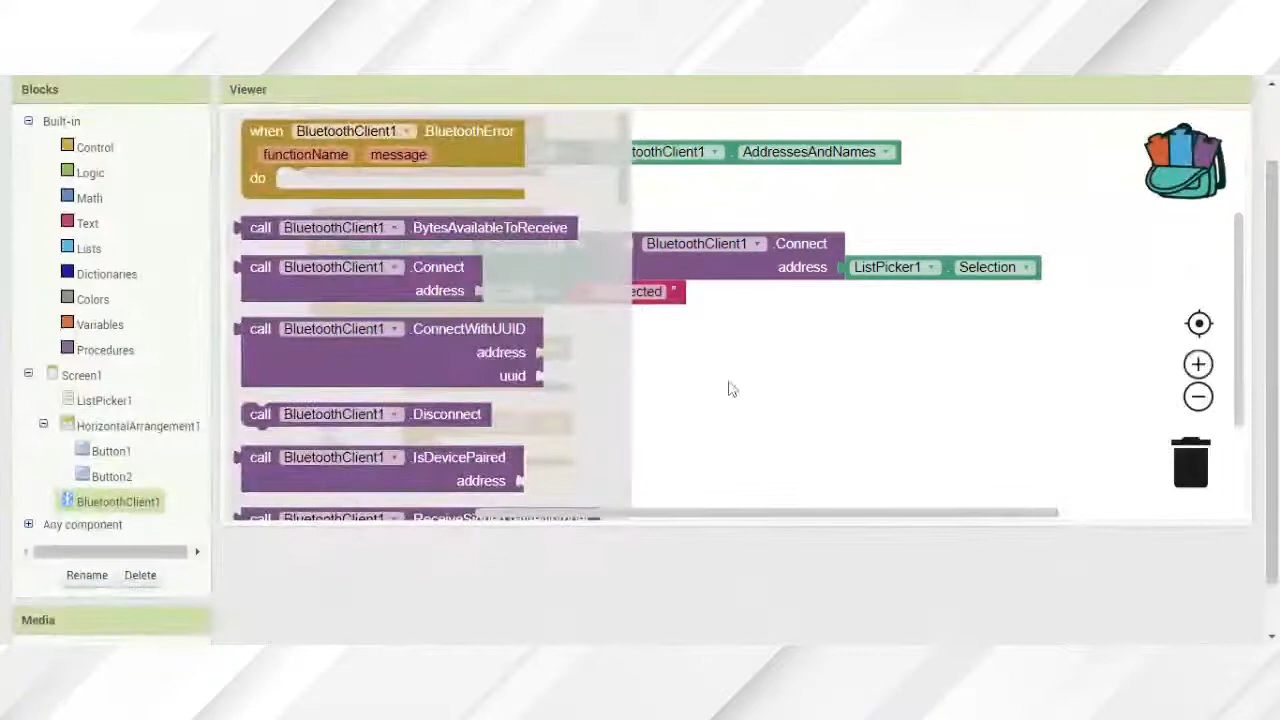 Blocks
Viewer
Built-in
Control
Logic
Math
Text
Lists
Dictionaries
Colors
Variables
Procedures
Screen1
ListPicker1
HorizontalArrangement1
Button1
Button2
BluetoothClient1
Any component
Rename Delete
Media
when BluetoothClient1 .BluetoothError
functionName message
do
call BluetoothClient1 .BytesAvailableToReceive
call BluetoothClient1 .Connect
address
call BluetoothClient1 .ConnectWithUUID
address
uuid
call BluetoothClient1 .Disconnect
call BluetoothClient1 .IsDevicePaired
address
call BluetoothClient1
toothClient1 . AddressesAndNames
BluetoothClient1 .Connect
address ListPicker1 . Selection
ected "